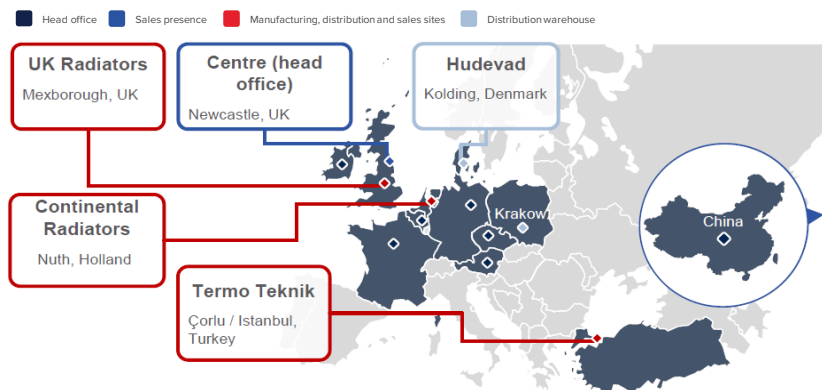 Head office
Sales presence
Manufacturing, distribution and sales sites
Distribution warehouse
UK Radiators
Mexborough, UK
Centre (head
office)
Newcastle, UK
Hudevad
Kolding, Denmark
Continental
Radiators
Nuth, Holland
Krakow
China
Termo Teknik
Çorlu / Istanbul,
Turkey